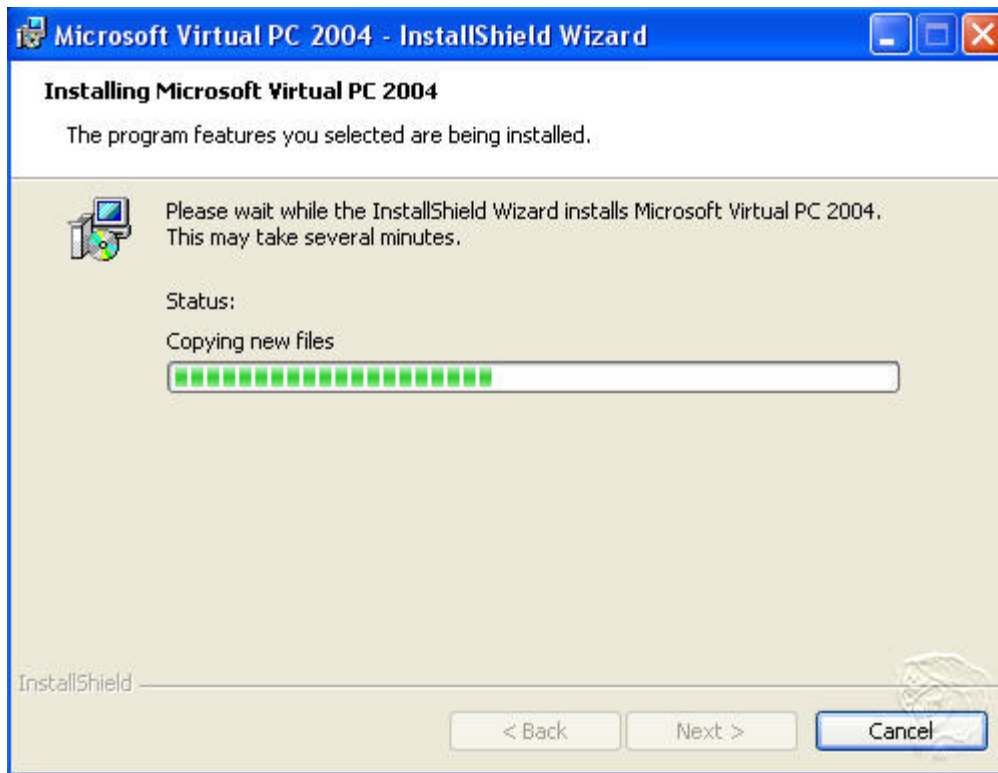 Microsoft Virtual PC 2004 - InstallShield Wizard
Installing Microsoft Virtual PC 2004
The program features you selected are being installed.
Please wait while the InstallShield Wizard installs Microsoft Virtual PC 2004.
This may take several minutes.
Status:
Copying new files
InstallShield
< Back
Next >
Cancel